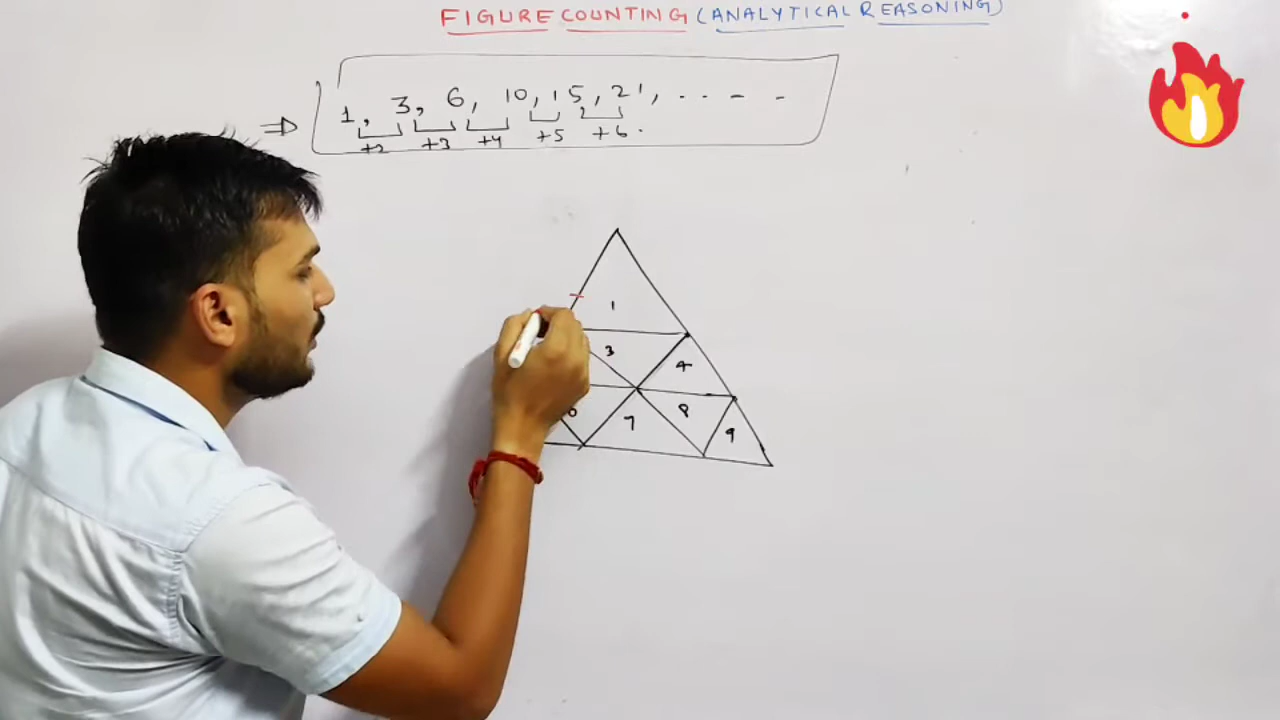 FIGURE COUNTING (ANALYTICAL REASONING)
⇒ 1, 3, 6, 10, 15, 21, . . - -
+2 +3 +4 +5 +6.
1
3 4
7 8 9